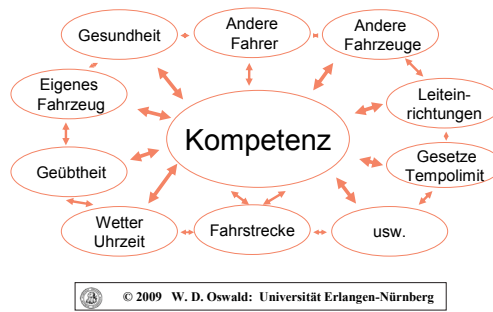 Gesundheit
Andere
Fahrer
Andere
Fahrzeuge
Eigenes
Fahrzeug
Kompetenz
Leitein-
richtungen
Geübtheit
Gesetze
Tempolimit
Wetter
Uhrzeit
Fahrstrecke
usw.
© 2009 W. D. Oswald: Universität Erlangen-Nürnberg